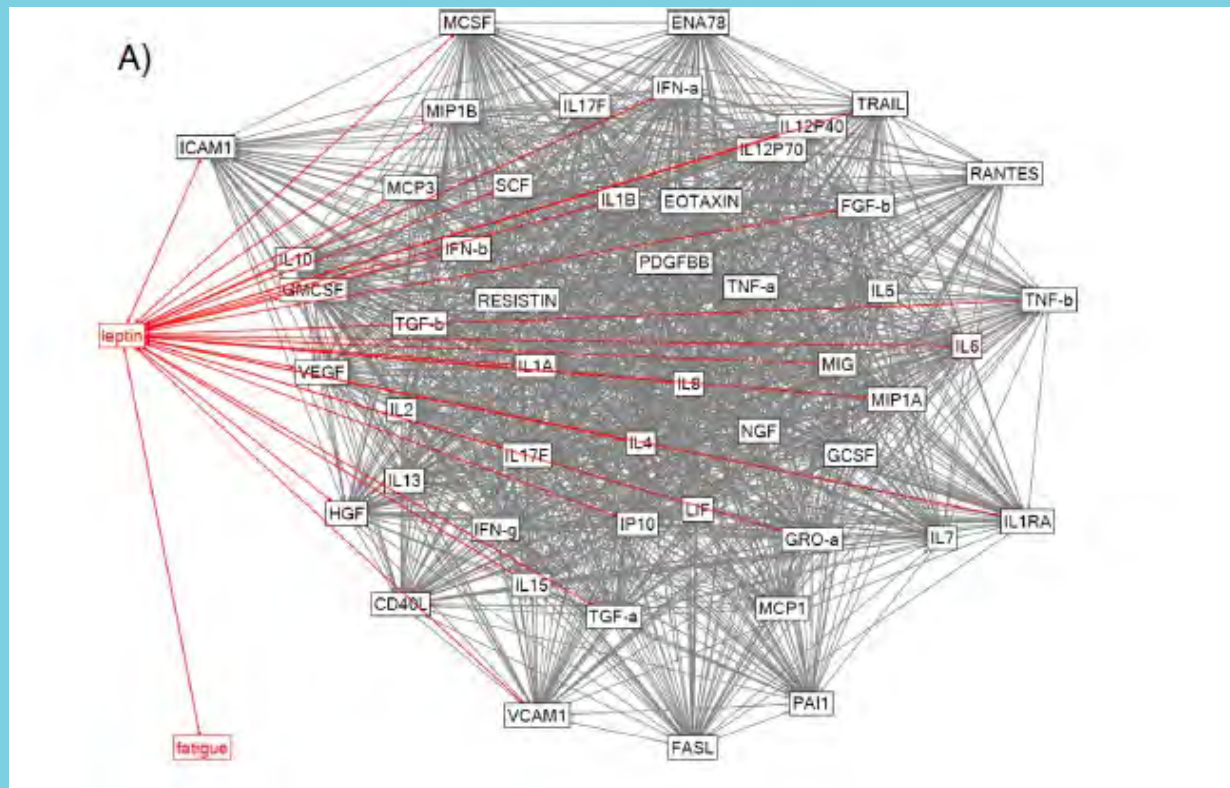 A)
MCSF
ENA78
IFN-a
IL17F
TRAIL
MIP1B
IL12P40
ICAM1
IL12P70
RANTES
SCF
MCP3
IL1B
EOTAXIN
FGF-b
IFN-b
IL10
PDGFBB
GMCSF
TNF-a
IL5
RESISTIN
TNF-b
TGF-b
leptin
IL6
IL1A
MIG
VEGF
IL8
MIP1A
IL2
NGF
IL4
IL17F
GCSF
IL13
LIF
HGF
IP10
IL1RA
IFN-g
GRO-a
IL7
IL15
CD40L
MCP1
TGF-a
PAI1
VCAM1
fatigue
FASL